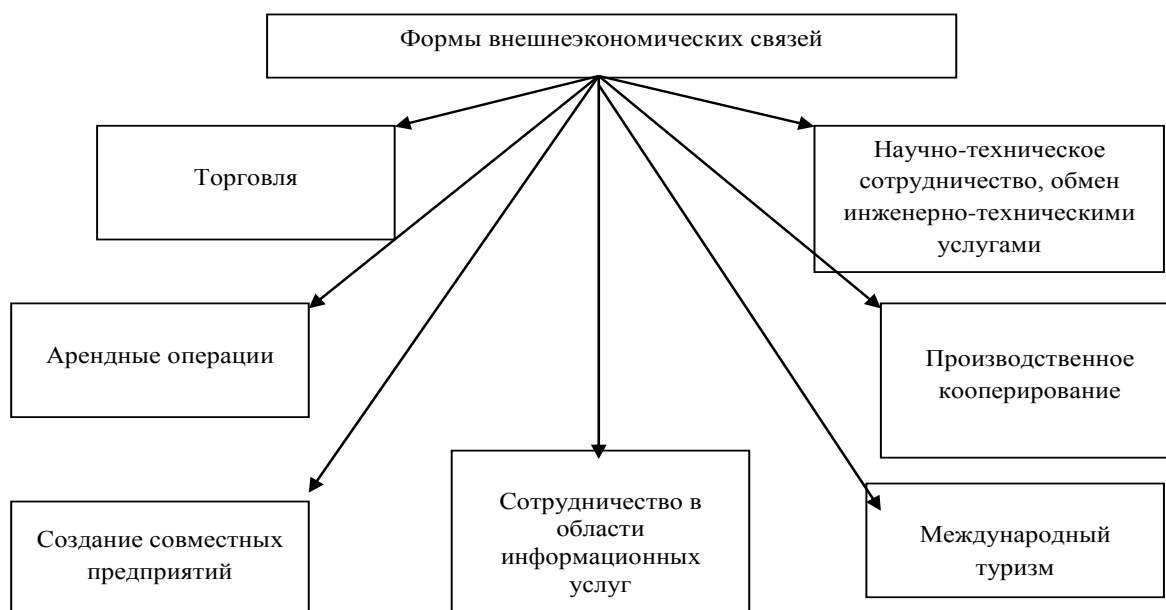 Формы внешнеэкономических связей
Торговля
Научно-техническое
сотрудничество, обмен
инженерно-техническими
услугами
Арендные операции
Производственное
кооперирование
Создание совместных
предприятий
Сотрудничество в
области
информационных
услуг
Международный
туризм